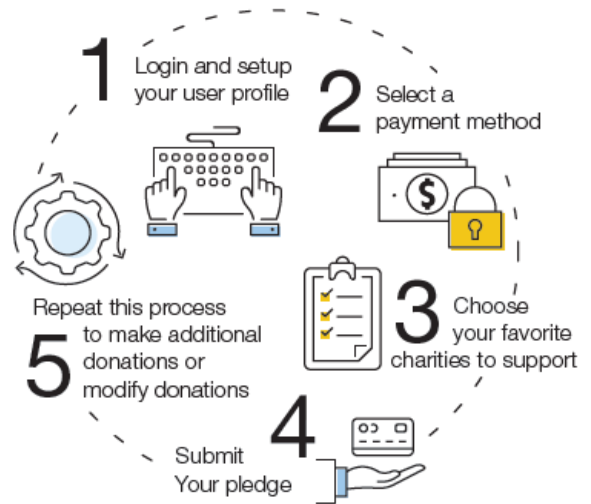 1
Login and setup
your user profile
2
Select a
payment method
$
3
Choose
your favorite
charities to support
4
Submit
Your pledge
5
Repeat this process
to make additional
donations or
modify donations